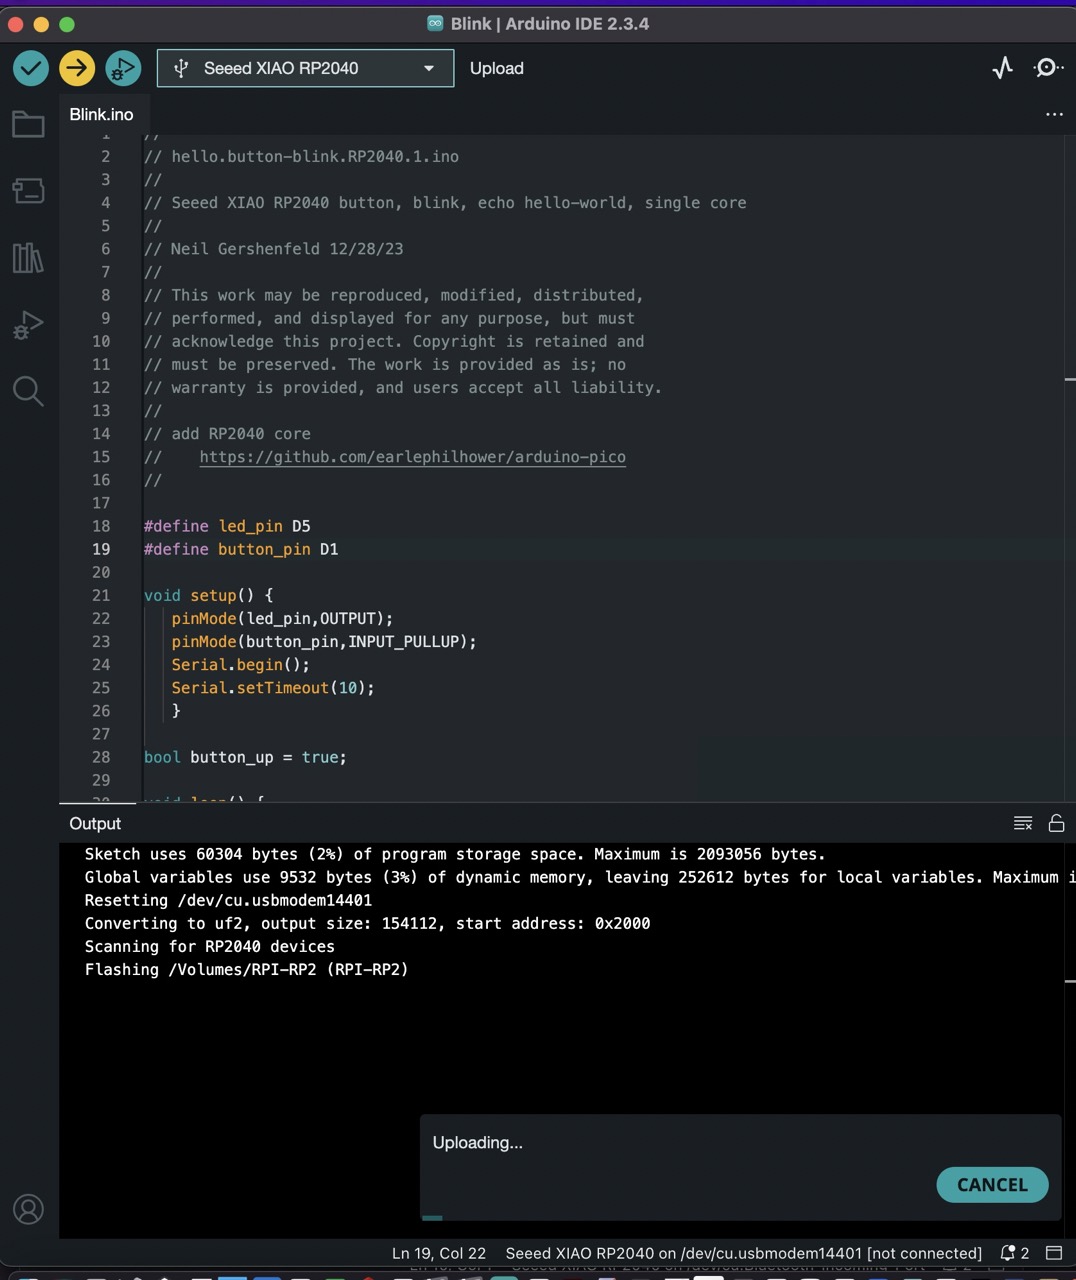 Blink | Arduino IDE 2.3.4
Seeed XIAO RP2040
Upload
Blink.ino
1 //
2 // hello.button-blink.RP2040.1.ino
3 //
4 // Seeed XIAO RP2040 button, blink, echo hello-world, single core
5 //
6 // Neil Gershenfeld 12/28/23
7 //
8 // This work may be reproduced, modified, distributed,
9 // performed, and displayed for any purpose, but must
10 // acknowledge this project. Copyright is retained and
11 // must be preserved. The work is provided as is; no
12 // warranty is provided, and users accept all liability.
13 //
14 // add RP2040 core
15 // https://github.com/earlephilhower/arduino-pico
16 //
17
18 #define led_pin D5
19 #define button_pin D1
20
21 void setup() {
22 pinMode(led_pin,OUTPUT);
23 pinMode(button_pin,INPUT_PULLUP);
24 Serial.begin();
25 Serial.setTimeout(10);
26 }
27
28 bool button_up = true;
29
30 void loop() {
Output
Sketch uses 60304 bytes (2%) of program storage space. Maximum is 2093056 bytes.
Global variables use 9532 bytes (3%) of dynamic memory, leaving 252612 bytes for local variables. Maximum i
Resetting /dev/cu.usbmodem14401
Converting to uf2, output size: 154112, start address: 0x2000
Scanning for RP2040 devices
Flashing /Volumes/RPI-RP2 (RPI-RP2)
Uploading...
CANCEL
Ln 19, Col 22 Seeed XIAO RP2040 on /dev/cu.usbmodem14401 [not connected] 2